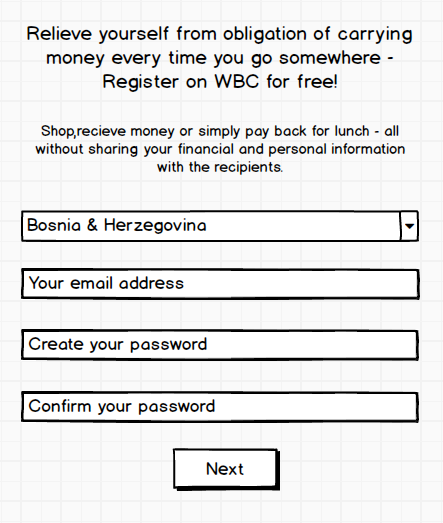 Relieve yourself from obligation of carrying
money every time you go somewhere -
Register on WBC for free!
Shop,recieve money or simply pay back for lunch - all
without sharing your financial and personal information
with the recipients.
Bosnia & Herzegovina
Your email address
Create your password
Confirm your password
Next